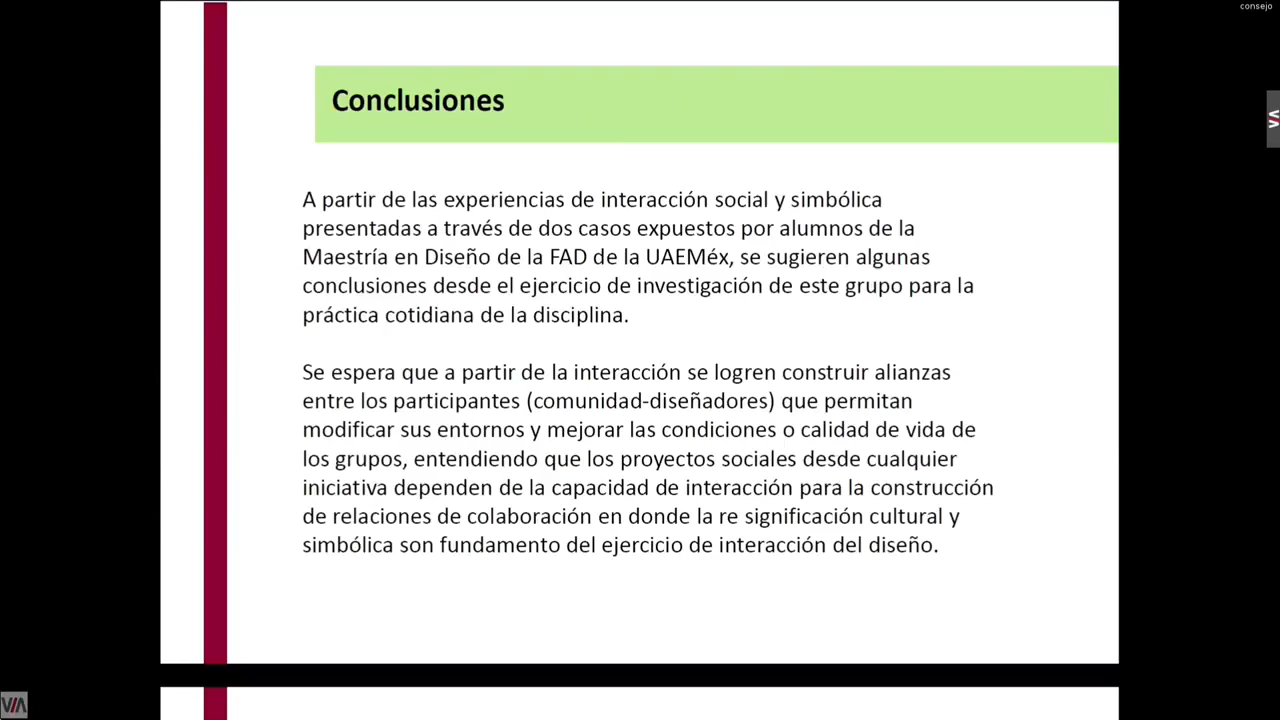 consejo
Conclusiones
A partir de las experiencias de interacción social y simbólica
presentadas a través de dos casos expuestos por alumnos de la
Maestría en Diseño de la FAD de la UAEMéx, se sugieren algunas
conclusiones desde el ejercicio de investigación de este grupo para la
práctica cotidiana de la disciplina.
Se espera que a partir de la interacción se logren construir alianzas
entre los participantes (comunidad-diseñadores) que permitan
modificar sus entornos y mejorar las condiciones o calidad de vida de
los grupos, entendiendo que los proyectos sociales desde cualquier
iniciativa dependen de la capacidad de interacción para la construcción
de relaciones de colaboración en donde la re significación cultural y
simbólica son fundamento del ejercicio de interacción del diseño.
VIA